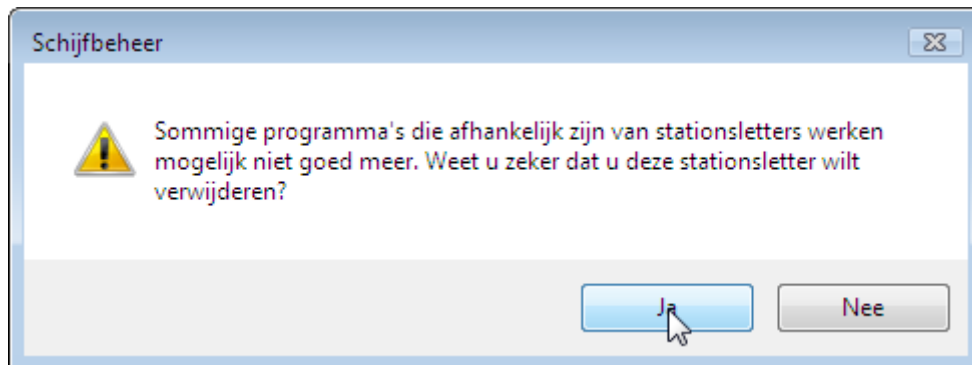 Schijfbeheer
Sommige programma's die afhankelijk zijn van stationsletters werken
mogelijk niet goed meer. Weet u zeker dat u deze stationsletter wilt
verwijderen?
Ja
Nee